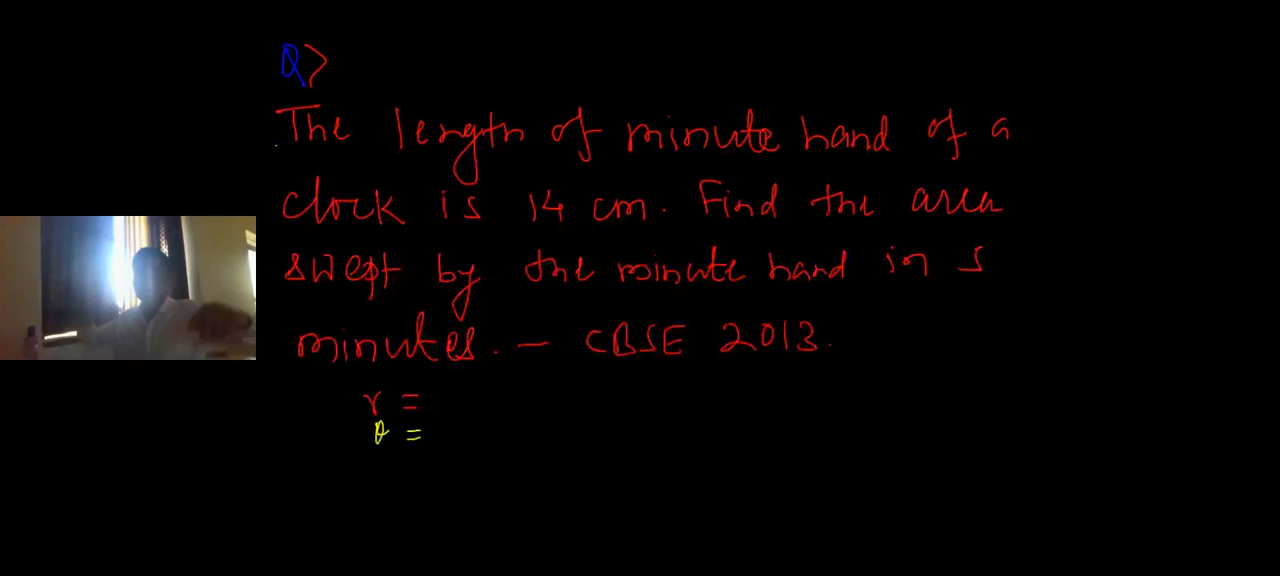 Q>
The length of minute hand of a
clock is 14 cm. Find the area
swept by the minute hand in 5
minutes. - CBSE 2013.
r =
θ =